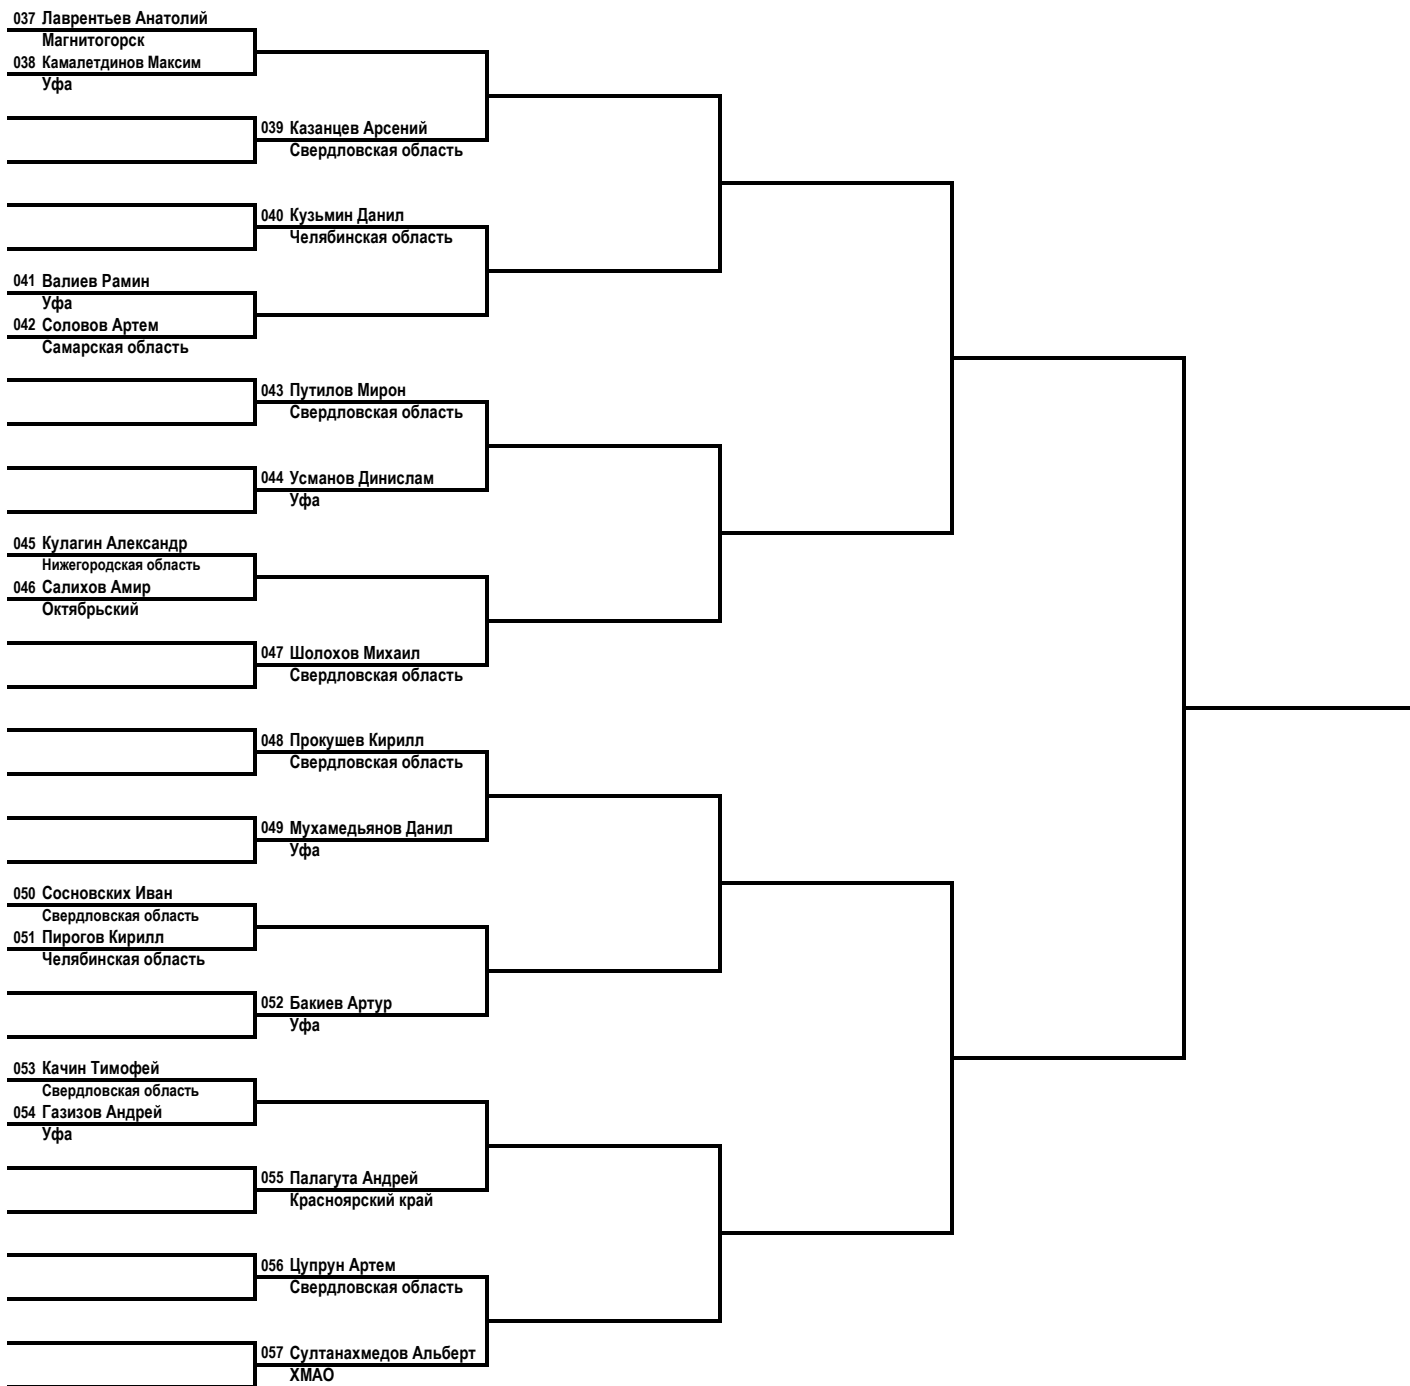 037 Лаврентьев Анатолий
Магнитогорск
038 Камалетдинов Максим
Уфа
039 Казанцев Арсений
Свердловская область
040 Кузьмин Данил
Челябинская область
041 Валиев Рамин
Уфа
042 Соловов Артем
Самарская область
043 Путилов Мирон
Свердловская область
044 Усманов Динислам
Уфа
045 Кулагин Александр
Нижегородская область
046 Салихов Амир
Октябрьский
047 Шолохов Михаил
Свердловская область
048 Прокушев Кирилл
Свердловская область
049 Мухамедьянов Данил
Уфа
050 Сосновских Иван
Свердловская область
051 Пирогов Кирилл
Челябинская область
052 Бакиев Артур
Уфа
053 Качин Тимофей
Свердловская область
054 Газизов Андрей
Уфа
055 Палагута Андрей
Красноярский край
056 Цупрун Артем
Свердловская область
057 Султанахмедов Альберт
ХМАО